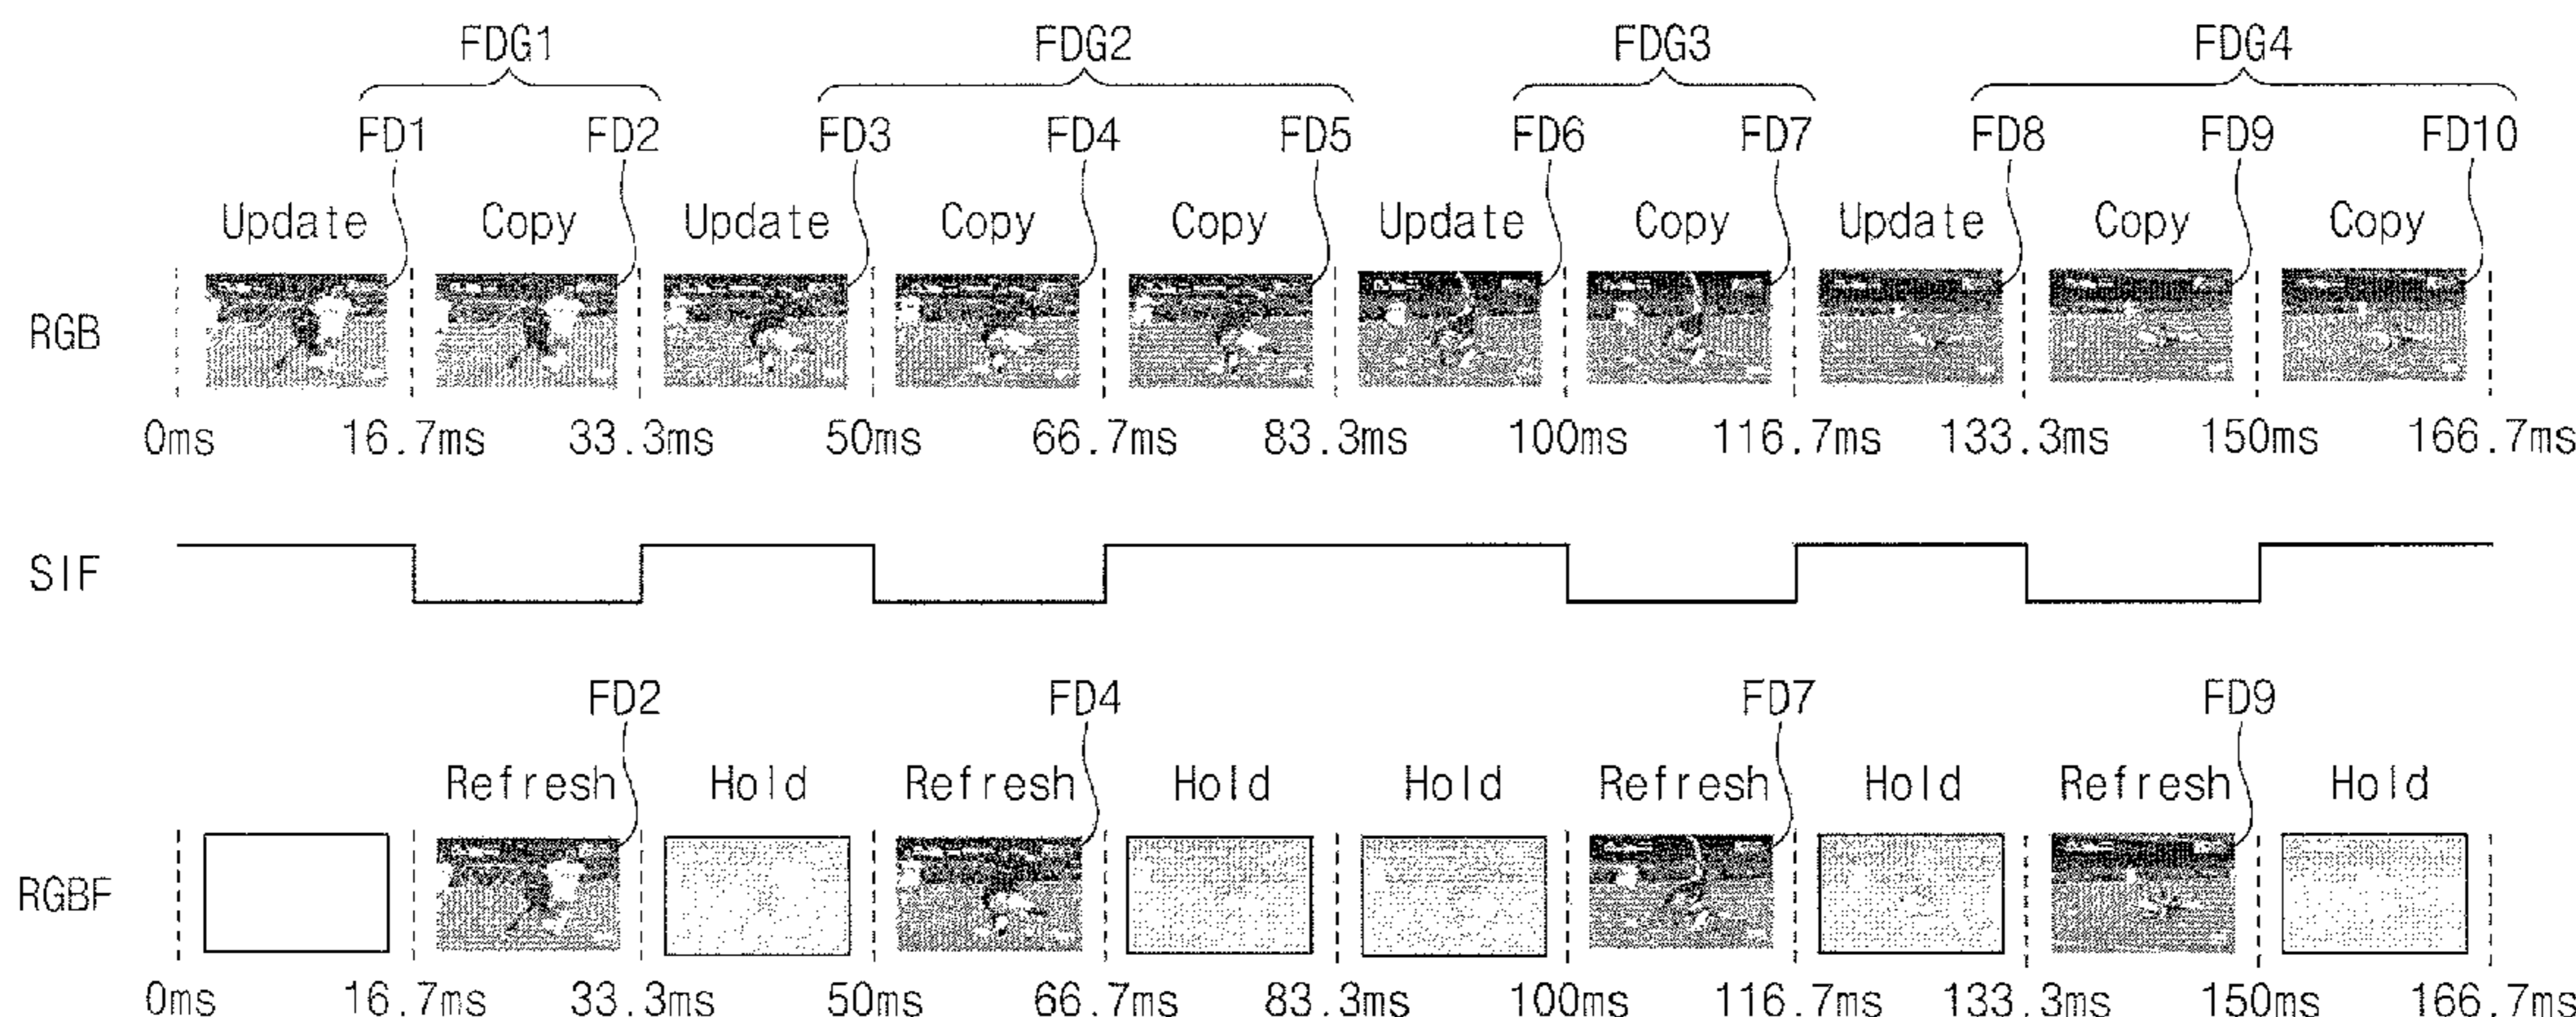 FDG1 FDG2 FDG3 FDG4
FD1 FD2 FD3 FD4 FD5 FD6 FD7 FD8 FD9 FD10
Update Copy Update Copy Copy Update Copy Update Copy Copy
RGB
0ms 16.7ms 33.3ms 50ms 66.7ms 83.3ms 100ms 116.7ms 133.3ms 150ms 166.7ms
SIF
FD2 FD4 FD7 FD9
Refresh Hold Refresh Hold Hold Refresh Hold Refresh Hold
RGBF
0ms 16.7ms 33.3ms 50ms 66.7ms 83.3ms 100ms 116.7ms 133.3ms 150ms 166.7ms